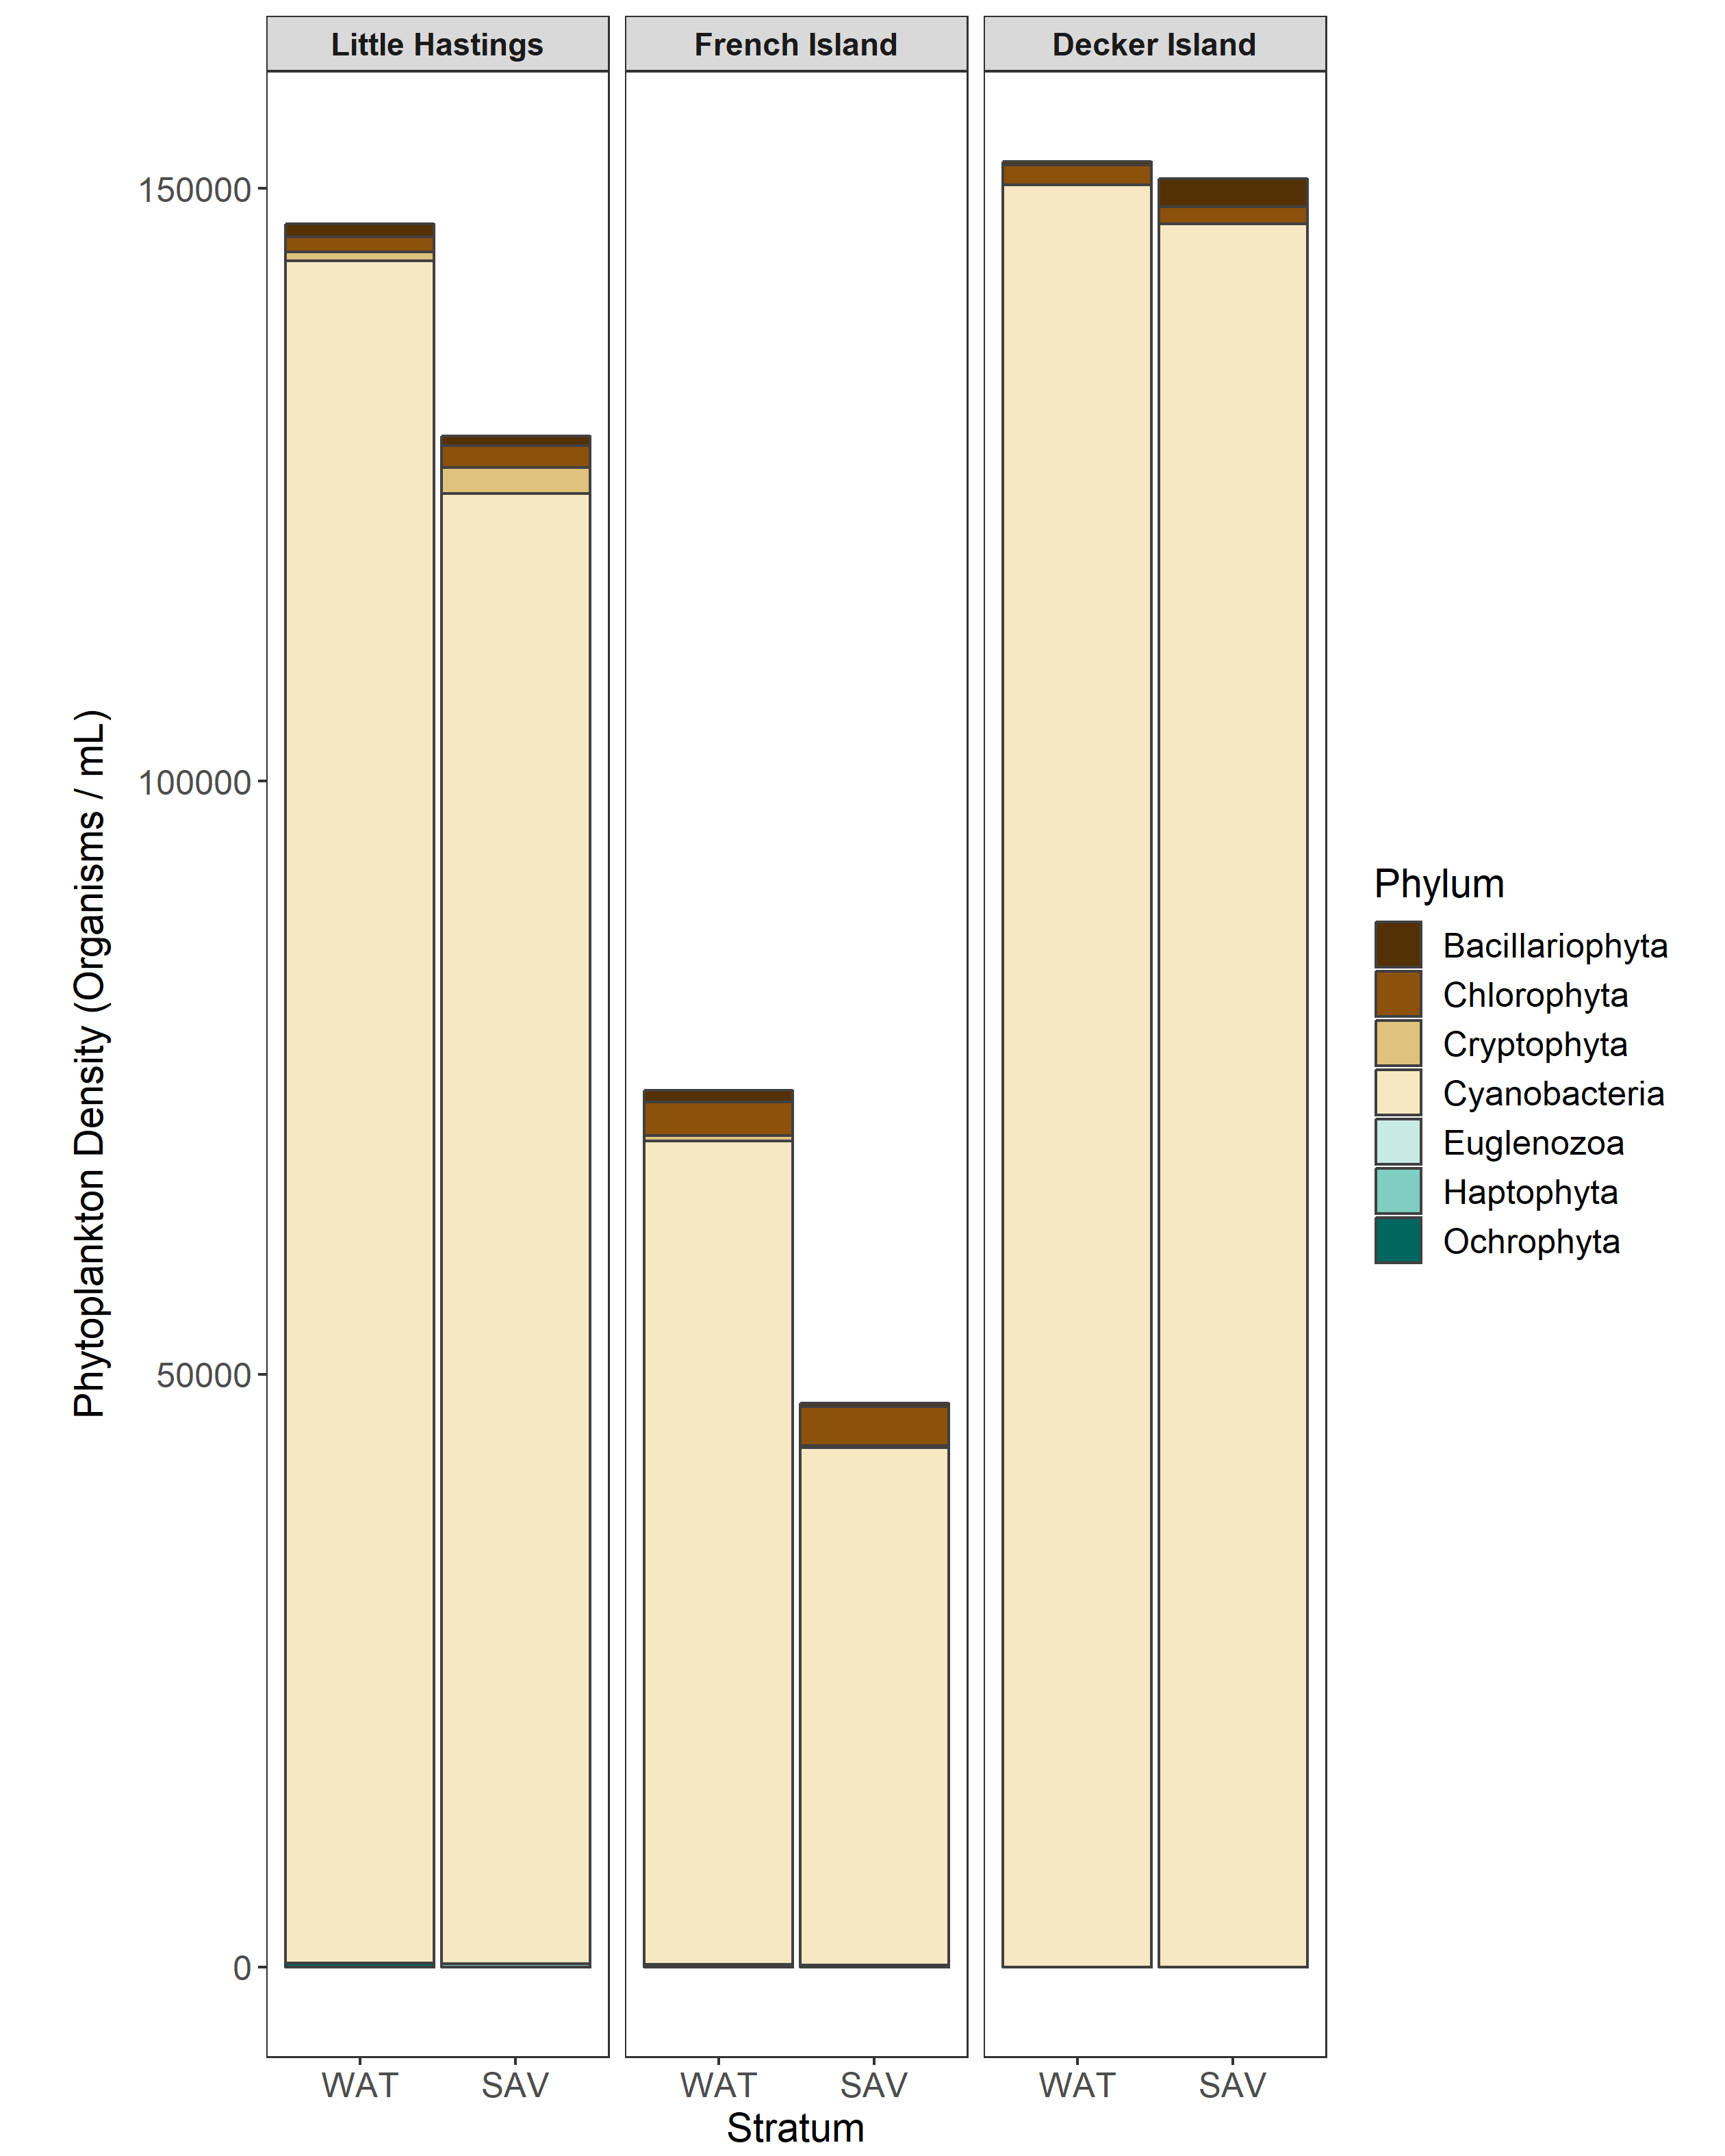 Little Hastings
French Island
Decker Island
Phytoplankton Density (Organisms / mL)
150000
100000
50000
0
WAT
SAV
WAT
SAV
WAT
SAV
Stratum
Phylum
Bacillariophyta
Chlorophyta
Cryptophyta
Cyanobacteria
Euglenozoa
Haptophyta
Ochrophyta